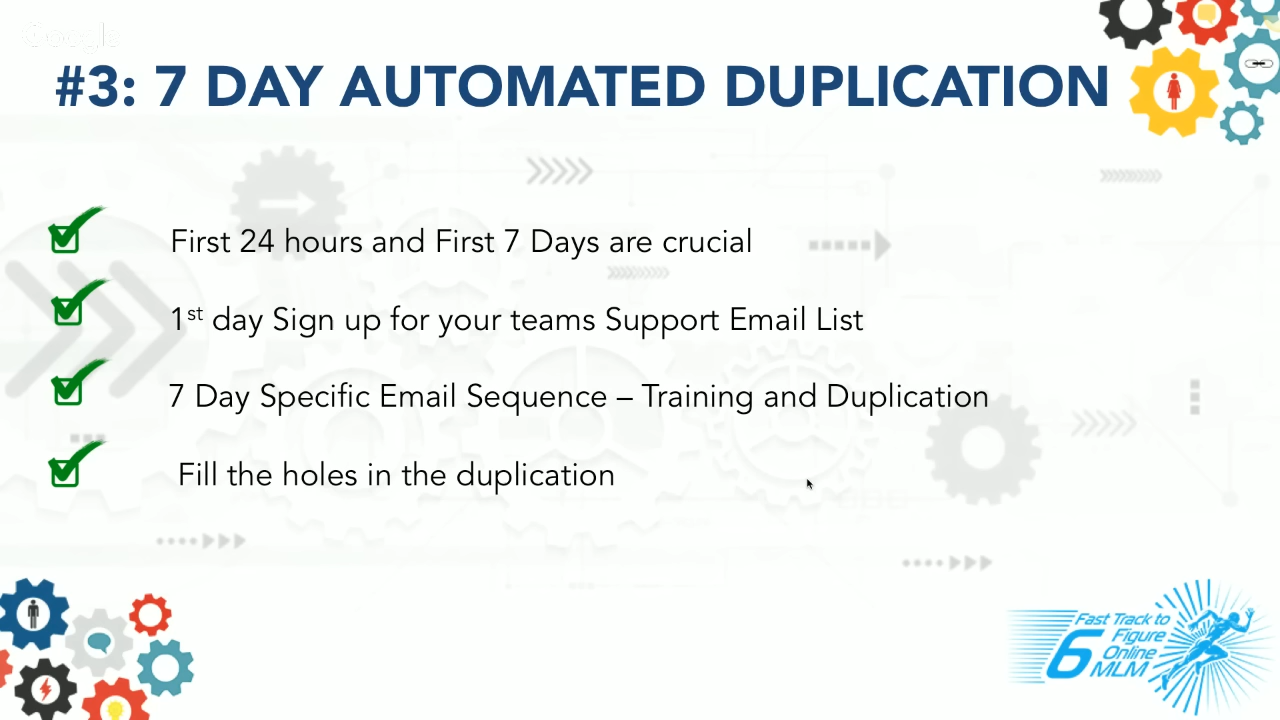 Google
#3: 7 DAY AUTOMATED DUPLICATION
First 24 hours and First 7 Days are crucial
1st day Sign up for your teams Support Email List
7 Day Specific Email Sequence – Training and Duplication
Fill the holes in the duplication
Fast Track to
6 Figure
Online
MLM